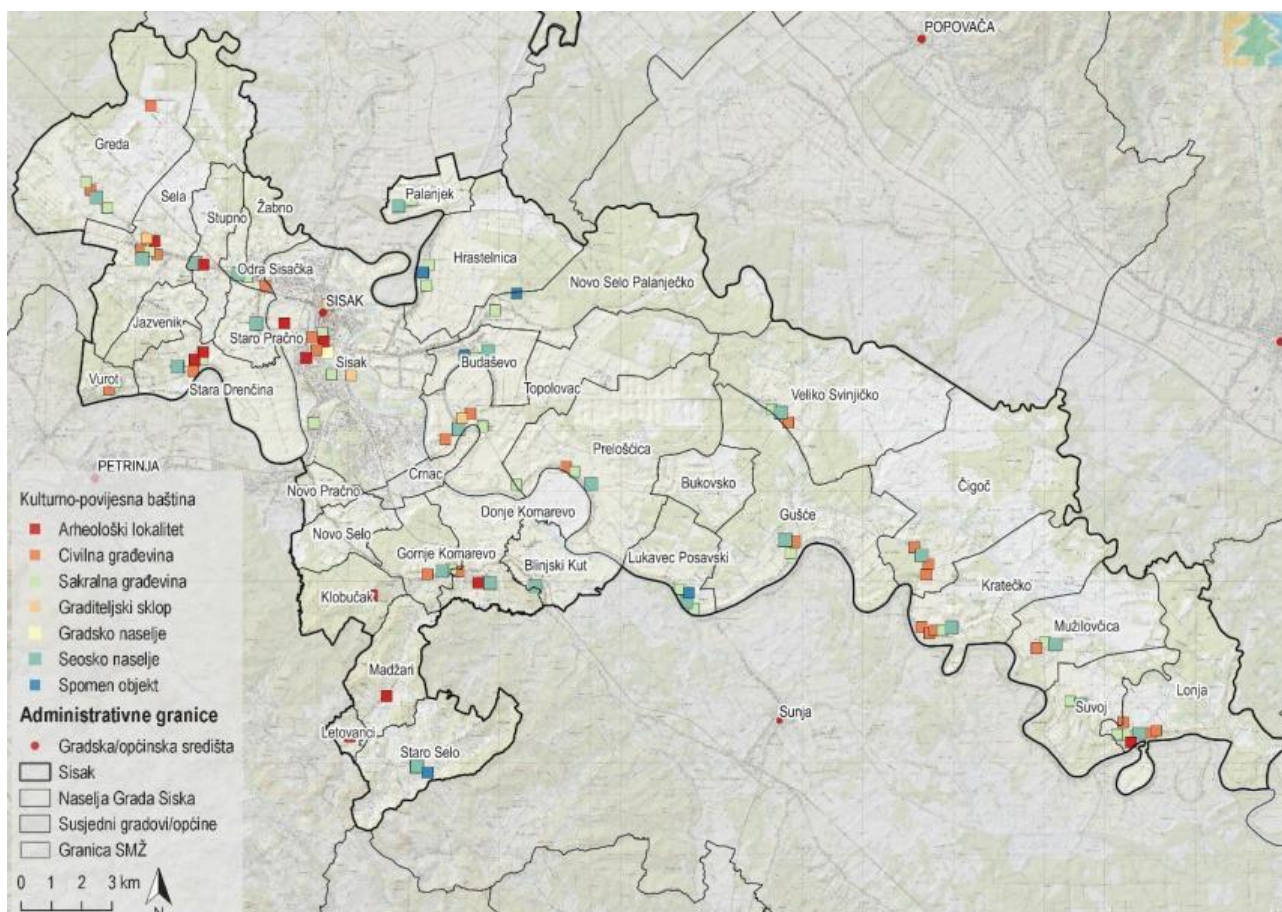 POPOVAČA
Greda
Sela
Palanjek
Stupno
Žabno
Hrastelnica
Odra Sisačka
Novo Selo Palanječko
SISAK
Jazvenik
Staro Pračno
Sisak
Budaševo
Vurot
Stara Drenčina
Topolovac
Veliko Svinjičko
Prelošćica
PETRINJA
Crnac
Bukovsko
Čigoč
Novo Pračno
Donje Komarevo
Gušće
Novo Selo
Gornje Komarevo
Blinjski Kut
Lukavec Posavski
Kratečko
Klobučak
Mužilovčica
Madžari
Lonja
Suvoj
Sunja
Letovanci
Staro Selo
Kulturno-povijesna baština
Arheološki lokalitet
Civilna građevina
Sakralna građevina
Graditeljski sklop
Gradsko naselje
Seosko naselje
Spomen objekt
Administrativne granice
Gradska/općinska središta
Sisak
Naselja Grada Siska
Susjedni gradovi/općine
Granica SMŽ
0 1 2 3 km
N